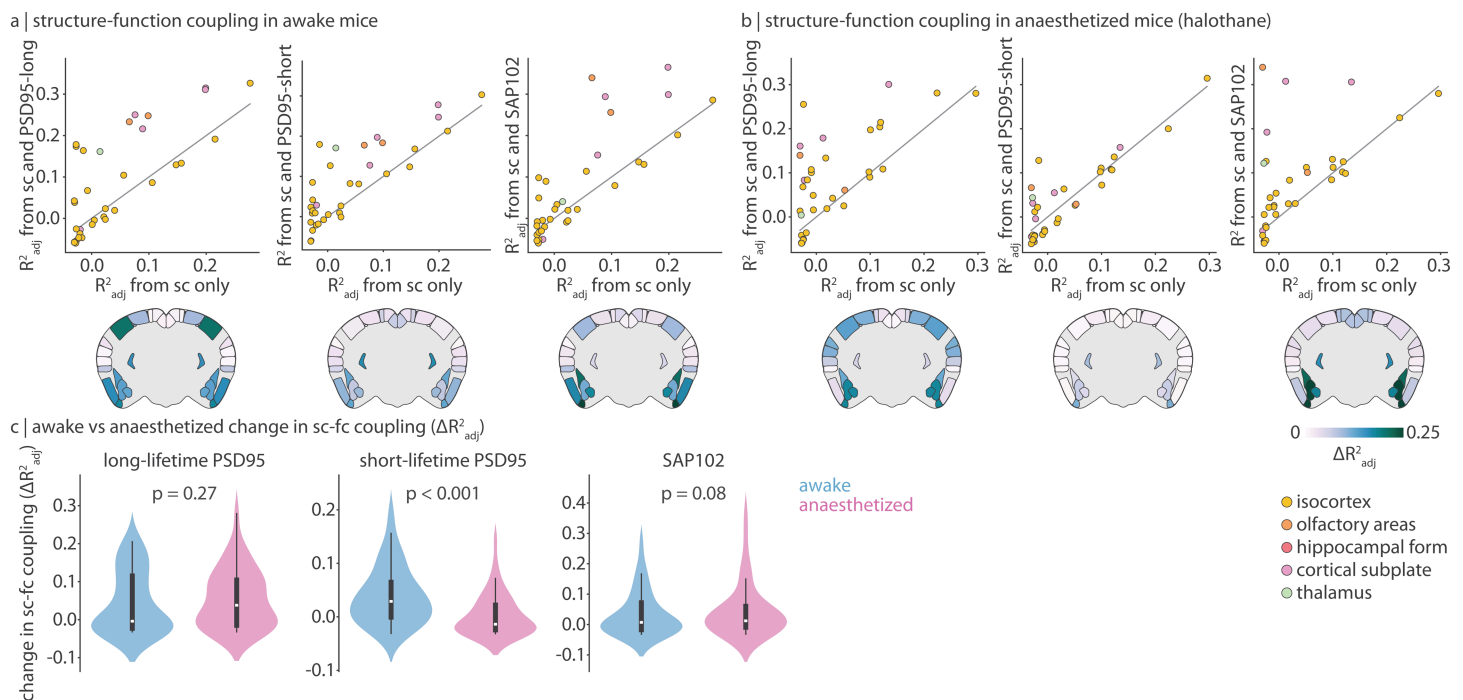 a | structure-function coupling in awake mice
R²adj from sc and PSD95-long
0.3
0.2
0.1
0.0
0.0 0.1 0.2
R²adj from sc only
R²adj from sc and PSD95-short
0.0 0.1 0.2
R²adj from sc only
R²adj from sc and SAP102
0.0 0.1 0.2
R²adj from sc only
b | structure-function coupling in anaesthetized mice (halothane)
R²adj from sc and PSD95-long
0.3
0.2
0.1
0.0
0.0 0.1 0.2 0.3
R²adj from sc only
R²adj from sc and PSD95-short
0.0 0.1 0.2 0.3
R²adj from sc only
R²adj from sc and SAP102
0.0 0.1 0.2 0.3
R²adj from sc only
0 0.25
ΔR²adj
c | awake vs anaesthetized change in sc-fc coupling (ΔR²adj)
change in sc-fc coupling (ΔR²adj)
long-lifetime PSD95
p = 0.27
0.3
0.2
0.1
0.0
-0.1
short-lifetime PSD95
p < 0.001
0.2
0.1
0.0
-0.1
SAP102
p = 0.08
0.4
0.3
0.2
0.1
0.0
-0.1
awake
anaesthetized
isocortex
olfactory areas
hippocampal form
cortical subplate
thalamus